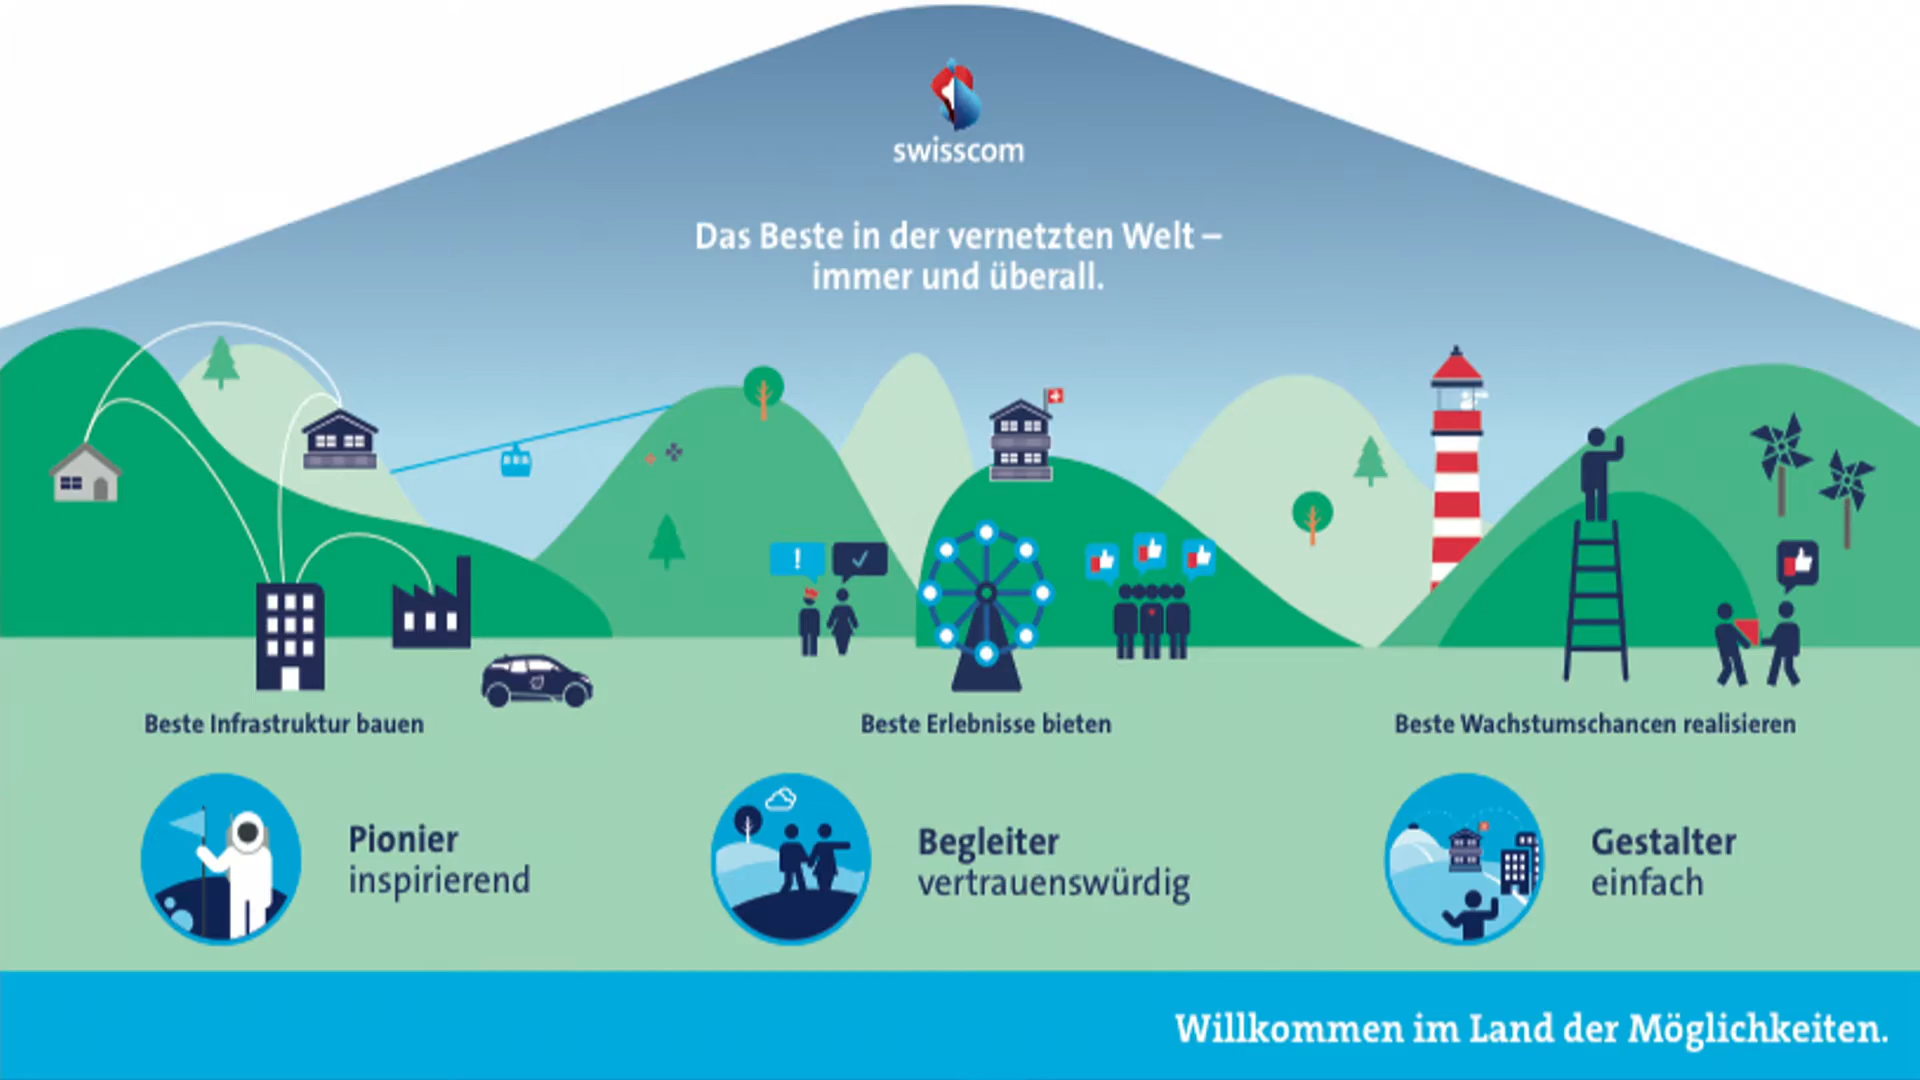 swisscom
Das Beste in der vernetzten Welt –
immer und überall.
!
Beste Infrastruktur bauen
Beste Erlebnisse bieten
Beste Wachstumschancen realisieren
Pionier
inspirierend
Begleiter
vertrauenswürdig
Gestalter
einfach
Willkommen im Land der Möglichkeiten.